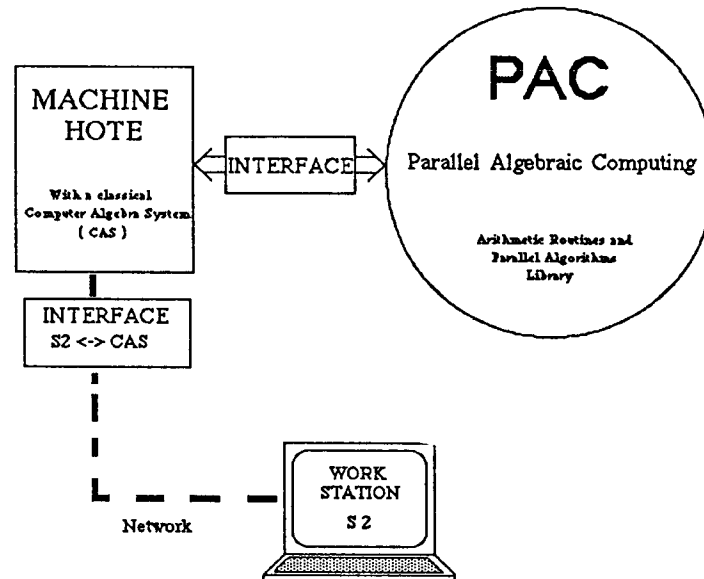 MACHINE
HOTE
With a classical
Computer Algebra System
( CAS )
INTERFACE
PAC
Parallel Algebraic Computing
Arithmetic Routines and
Parallel Algorithms
Library
INTERFACE
S2 <-> CAS
WORK
STATION
S 2
Network